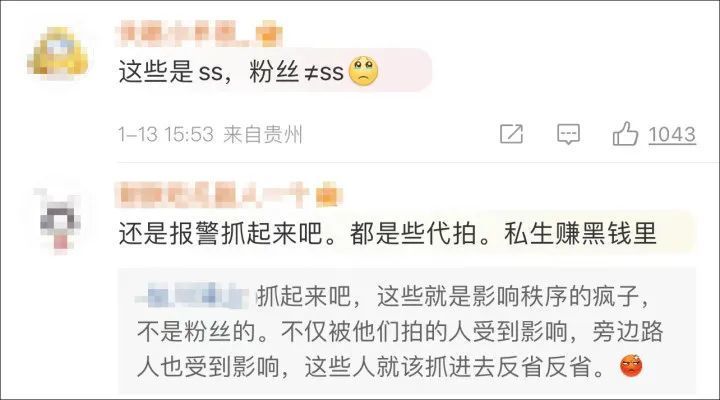 这些是ss，粉丝≠ss🥺
1-13 15:53 来自贵州
1043
还是报警抓起来吧。都是些代拍。私生赚黑钱里
抓起来吧，这些就是影响秩序的疯子，
不是粉丝的。不仅被他们拍的人受到影响，旁边路
人也受到影响，这些人就该抓进去反省反省。😡